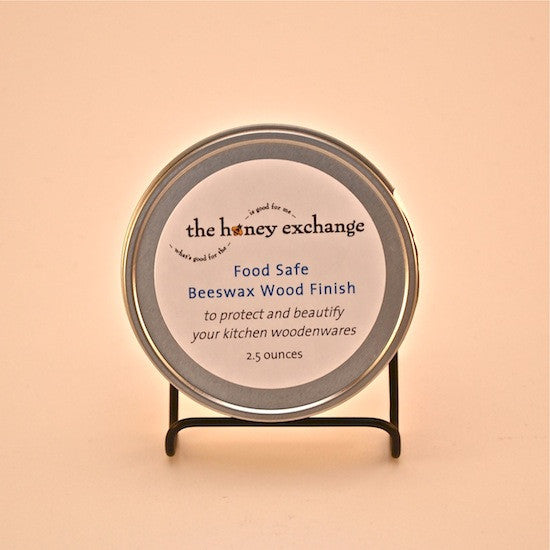 is good for me
the honey exchange
what's good for the
Food Safe
Beeswax Wood Finish
to protect and beautify
your kitchen woodenwares
2.5 ounces